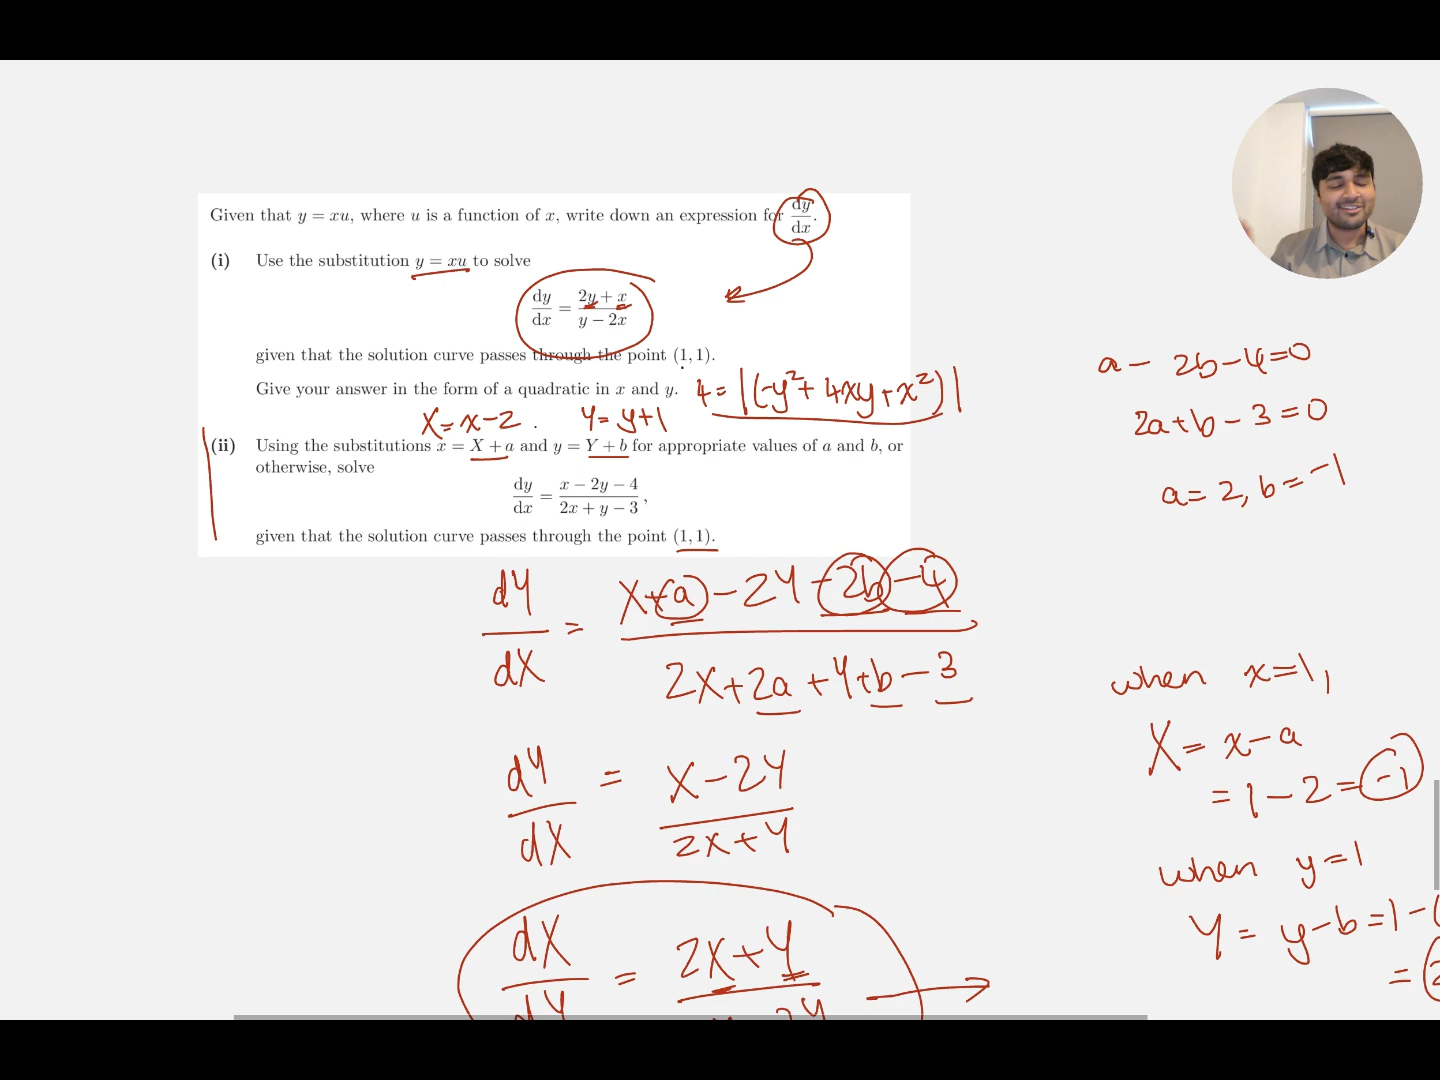 Given that y = xu, where u is a function of x, write down an expression for dy/dx.
(i) Use the substitution y = xu to solve
dy/dx = (2y + x)/(y − 2x)
given that the solution curve passes through the point (1, 1).
Give your answer in the form of a quadratic in x and y.
4 = |(-y² + 4xy + x²)|
X = x - 2 . Y = y + 1
(ii) Using the substitutions x = X + a and y = Y + b for appropriate values of a and b, or
otherwise, solve
dy/dx = (x − 2y − 4)/(2x + y − 3),
given that the solution curve passes through the point (1, 1).
dY/dX = (X + a - 2Y - 2b - 4)/(2X + 2a + Y + b - 3)
dY/dX = (X - 2Y)/(2X + Y)
dX/dY = (2X + Y)/
a - 2b - 4 = 0
2a + b - 3 = 0
a = 2, b = -1
when x = 1,
X = x - a
= 1 - 2 = -1
when y = 1
Y = y - b = 1 -
=